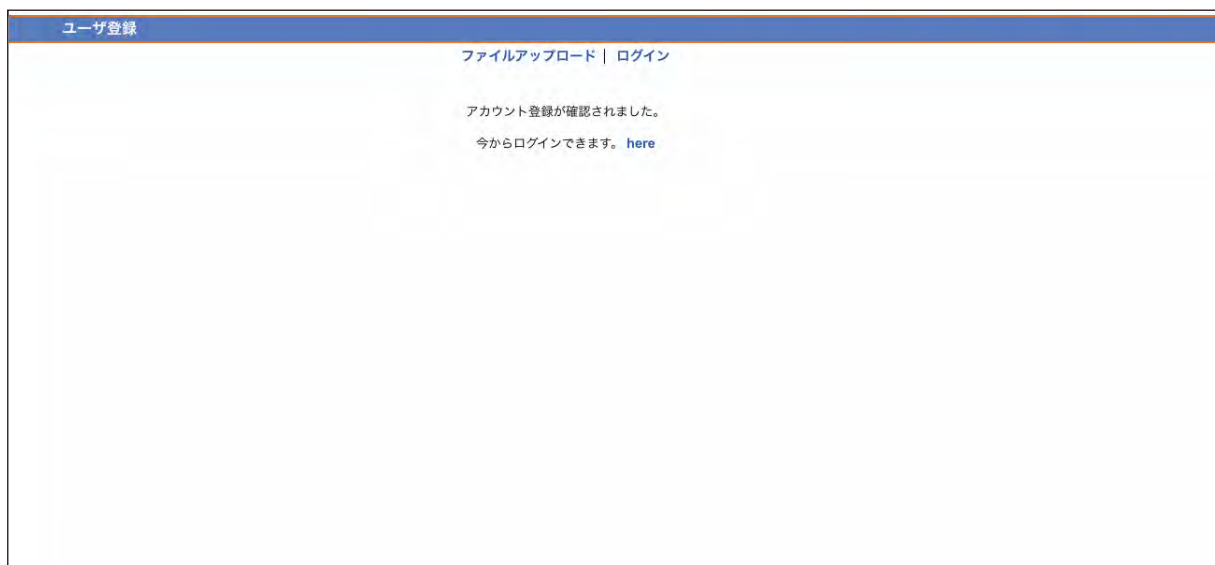 ユーザ登録
ファイルアップロード | ログイン
アカウント登録が確認されました。
今からログインできます。 here